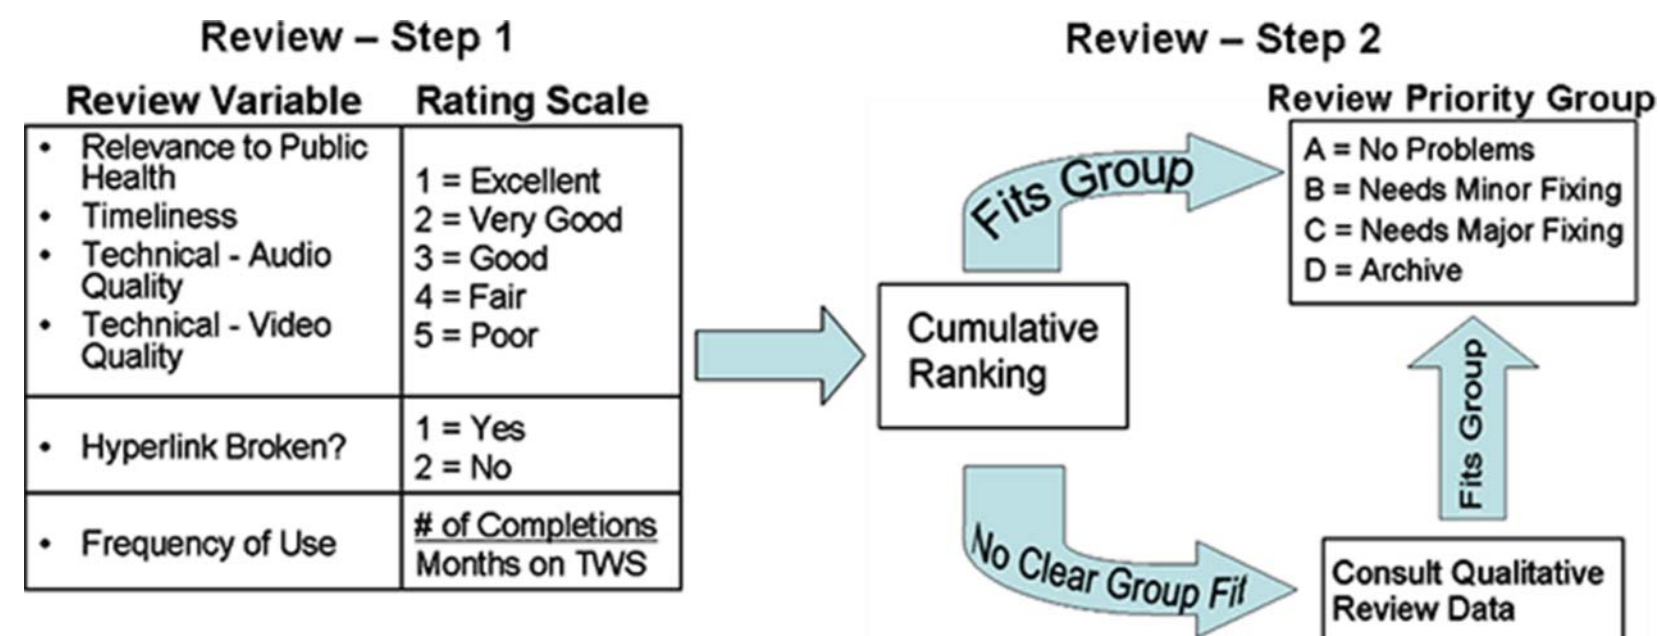 Review – Step 1
Review Variable
Rating Scale
• Relevance to Public
Health
• Timeliness
• Technical - Audio
Quality
• Technical - Video
Quality
1 = Excellent
2 = Very Good
3 = Good
4 = Fair
5 = Poor
• Hyperlink Broken?
1 = Yes
2 = No
• Frequency of Use
# of Completions
Months on TWS
Review – Step 2
Cumulative
Ranking
Fits Group
Review Priority Group
A = No Problems
B = Needs Minor Fixing
C = Needs Major Fixing
D = Archive
No Clear Group Fit
Consult Qualitative
Review Data
Fits Group